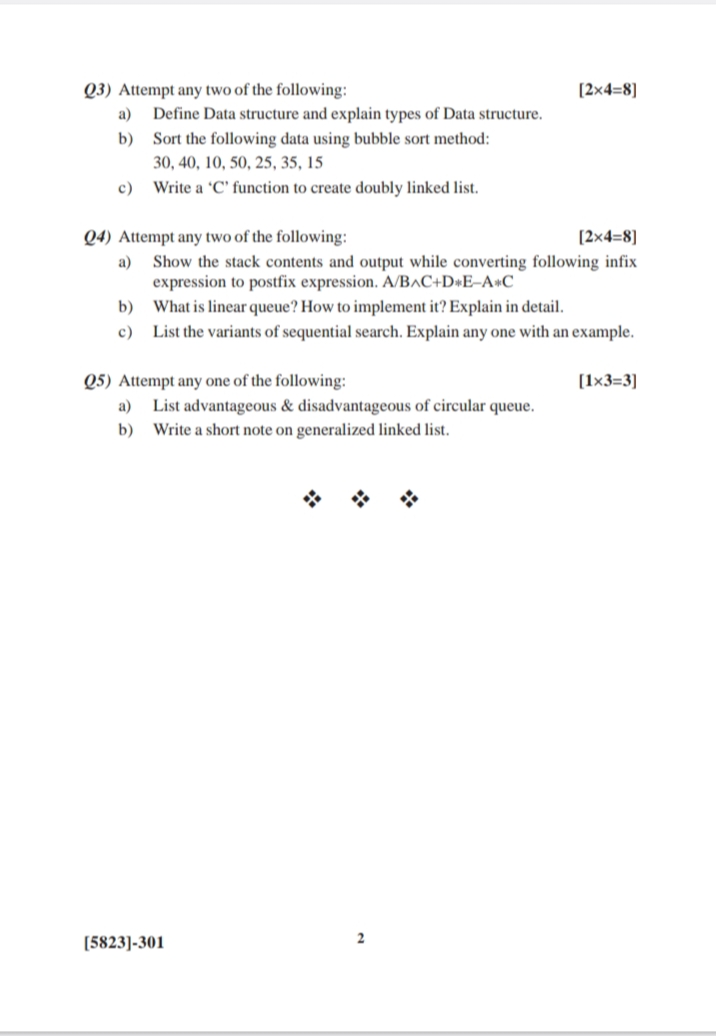 Q3) Attempt any two of the following: [2×4=8]
a) Define Data structure and explain types of Data structure.
b) Sort the following data using bubble sort method:
30, 40, 10, 50, 25, 35, 15
c) Write a ‘C’ function to create doubly linked list.
Q4) Attempt any two of the following: [2×4=8]
a) Show the stack contents and output while converting following infix
expression to postfix expression. A/B∧C+D*E–A*C
b) What is linear queue? How to implement it? Explain in detail.
c) List the variants of sequential search. Explain any one with an example.
Q5) Attempt any one of the following: [1×3=3]
a) List advantageous & disadvantageous of circular queue.
b) Write a short note on generalized linked list.
[5823]-301 2